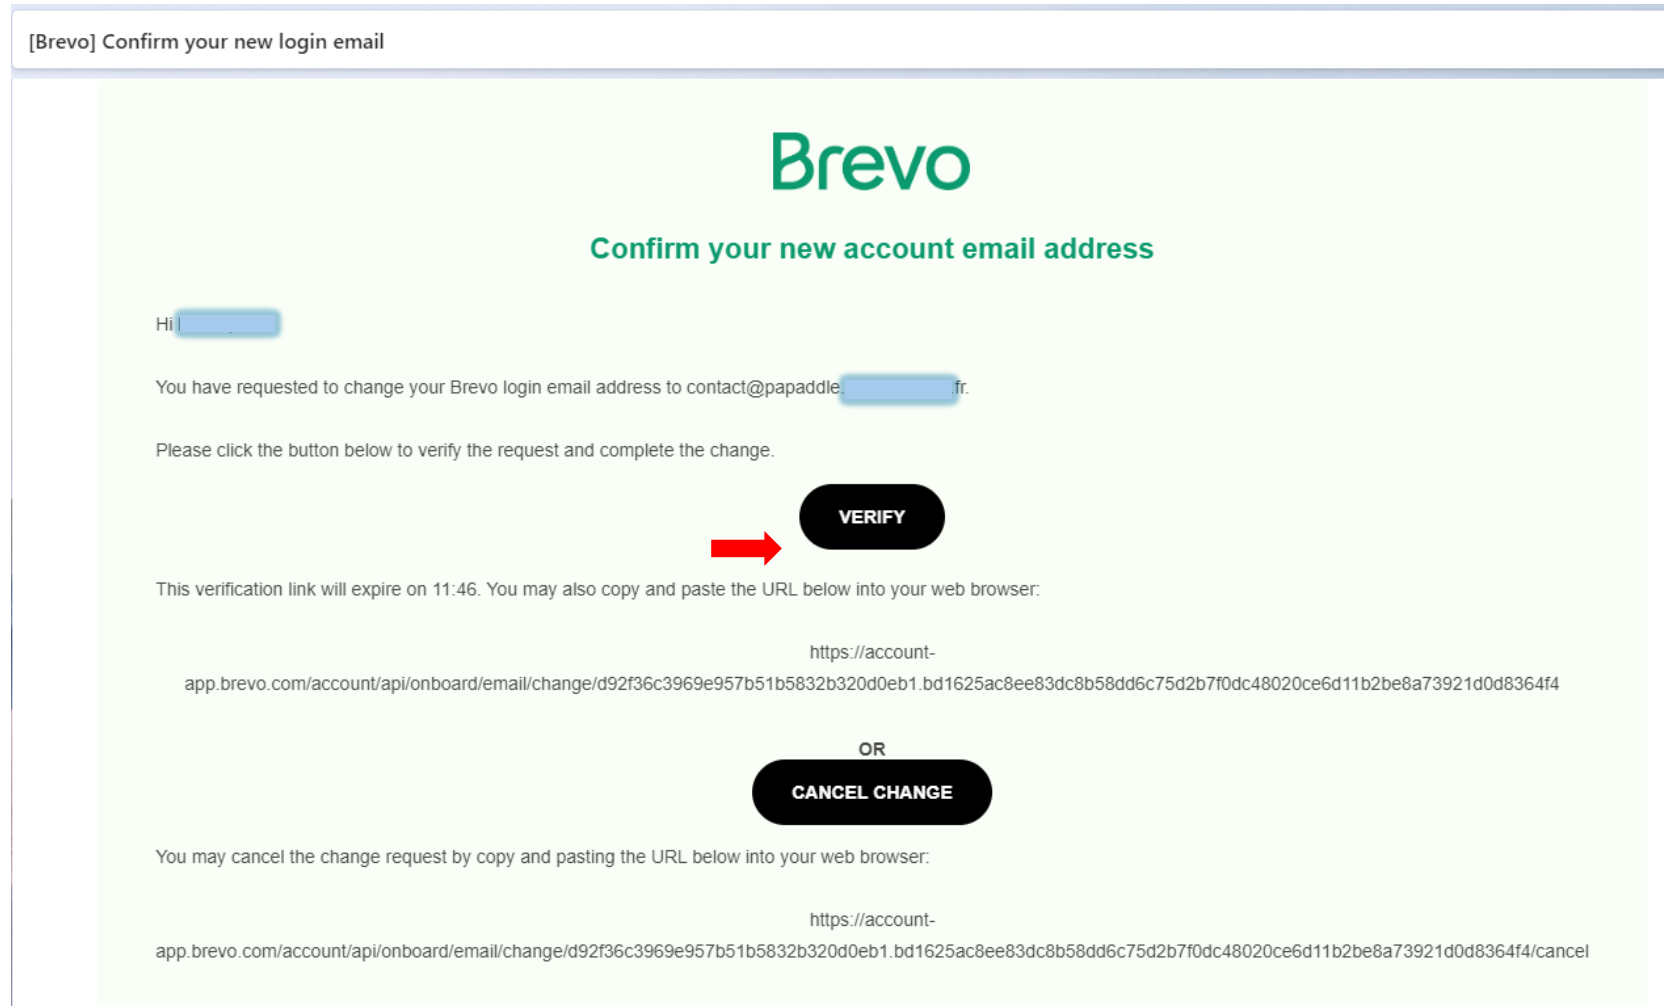 [Brevo] Confirm your new login email
Brevo
Confirm your new account email address
Hi
You have requested to change your Brevo login email address to contact@papaddle. fr.
Please click the button below to verify the request and complete the change.
VERIFY
This verification link will expire on 11:46. You may also copy and paste the URL below into your web browser:
https://account-
app.brevo.com/account/api/onboard/email/change/d92f36c3969e957b51b5832b320d0eb1.bd1625ac8ee83dc8b58dd6c75d2b7f0dc48020ce6d11b2be8a73921d0d8364f4
OR
CANCEL CHANGE
You may cancel the change request by copy and pasting the URL below into your web browser:
https://account-
app.brevo.com/account/api/onboard/email/change/d92f36c3969e957b51b5832b320d0eb1.bd1625ac8ee83dc8b58dd6c75d2b7f0dc48020ce6d11b2be8a73921d0d8364f4/cancel